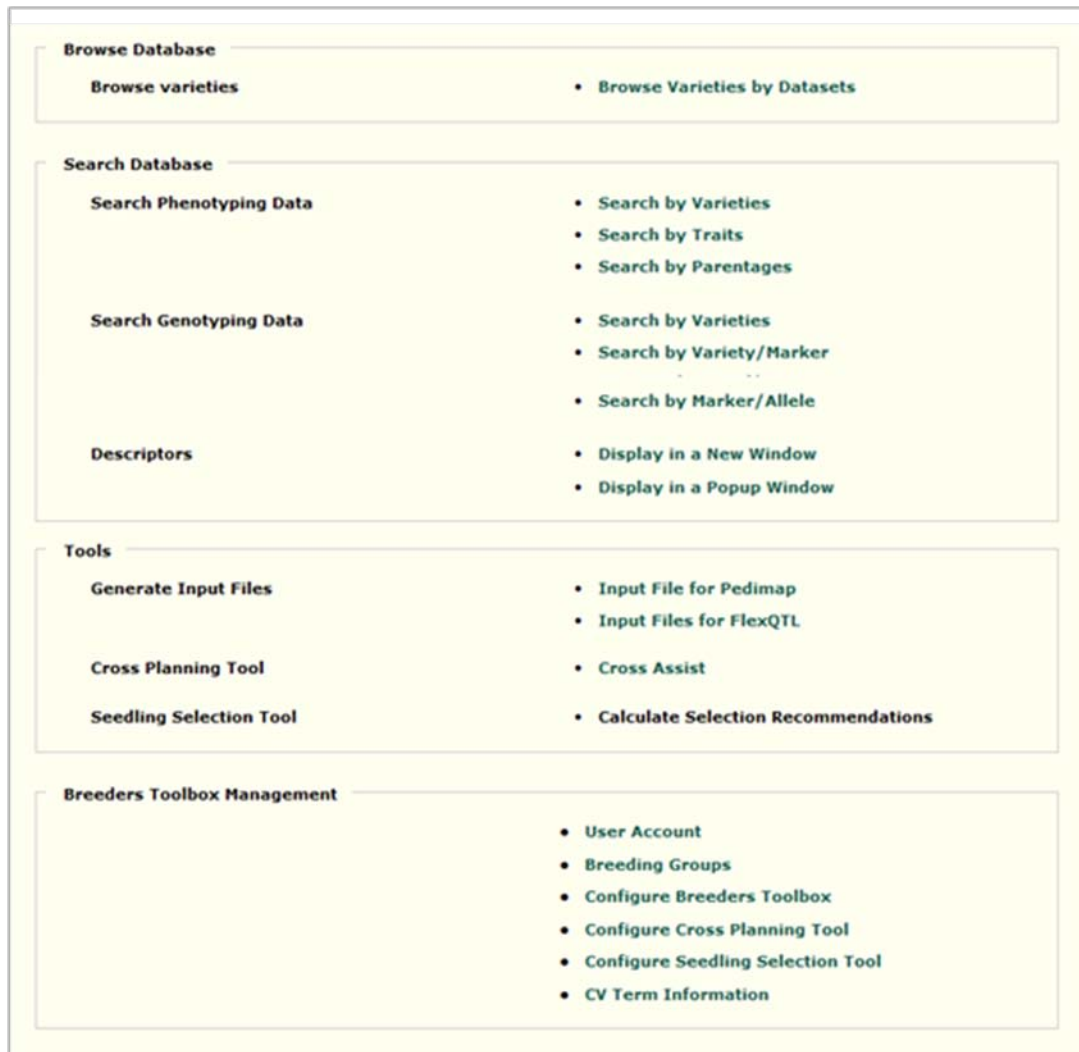 Browse Database
Browse varieties
• Browse Varieties by Datasets
Search Database
Search Phenotyping Data
• Search by Varieties
• Search by Traits
• Search by Parentages
Search Genotyping Data
• Search by Varieties
• Search by Variety/Marker
• Search by Marker/Allele
Descriptors
• Display in a New Window
• Display in a Popup Window
Tools
Generate Input Files
• Input File for Pedimap
• Input Files for FlexQTL
Cross Planning Tool
• Cross Assist
Seedling Selection Tool
• Calculate Selection Recommendations
Breeders Toolbox Management
• User Account
• Breeding Groups
• Configure Breeders Toolbox
• Configure Cross Planning Tool
• Configure Seedling Selection Tool
• CV Term Information